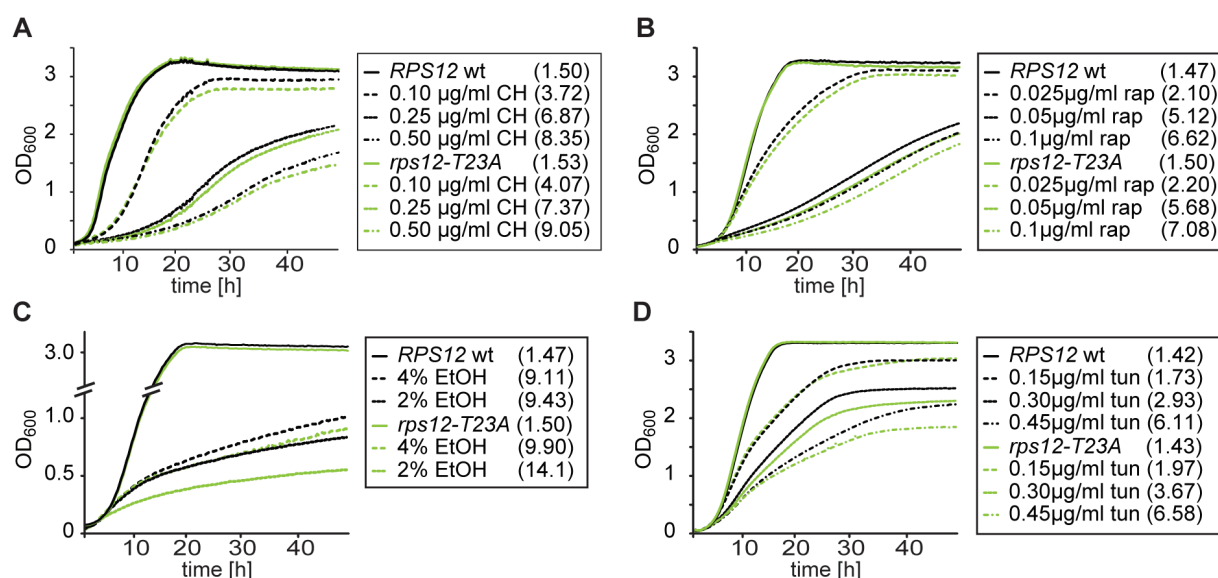 A
OD600
3
2
1
0
10 20 30 40
time [h]
RPS12 wt (1.50)
0.10 µg/ml CH (3.72)
0.25 µg/ml CH (6.87)
0.50 µg/ml CH (8.35)
rps12-T23A (1.53)
0.10 µg/ml CH (4.07)
0.25 µg/ml CH (7.37)
0.50 µg/ml CH (9.05)
B
OD600
3
2
1
0
10 20 30 40
time [h]
RPS12 wt (1.47)
0.025µg/ml rap (2.10)
0.05µg/ml rap (5.12)
0.1µg/ml rap (6.62)
rps12-T23A (1.50)
0.025µg/ml rap (2.20)
0.05µg/ml rap (5.68)
0.1µg/ml rap (7.08)
C
OD600
3.0
1.0
0.5
0
10 20 30 40
time [h]
RPS12 wt (1.47)
4% EtOH (9.11)
2% EtOH (9.43)
rps12-T23A (1.50)
4% EtOH (9.90)
2% EtOH (14.1)
D
OD600
3
2
1
0
10 20 30 40
time [h]
RPS12 wt (1.42)
0.15µg/ml tun (1.73)
0.30µg/ml tun (2.93)
0.45µg/ml tun (6.11)
rps12-T23A (1.43)
0.15µg/ml tun (1.97)
0.30µg/ml tun (3.67)
0.45µg/ml tun (6.58)